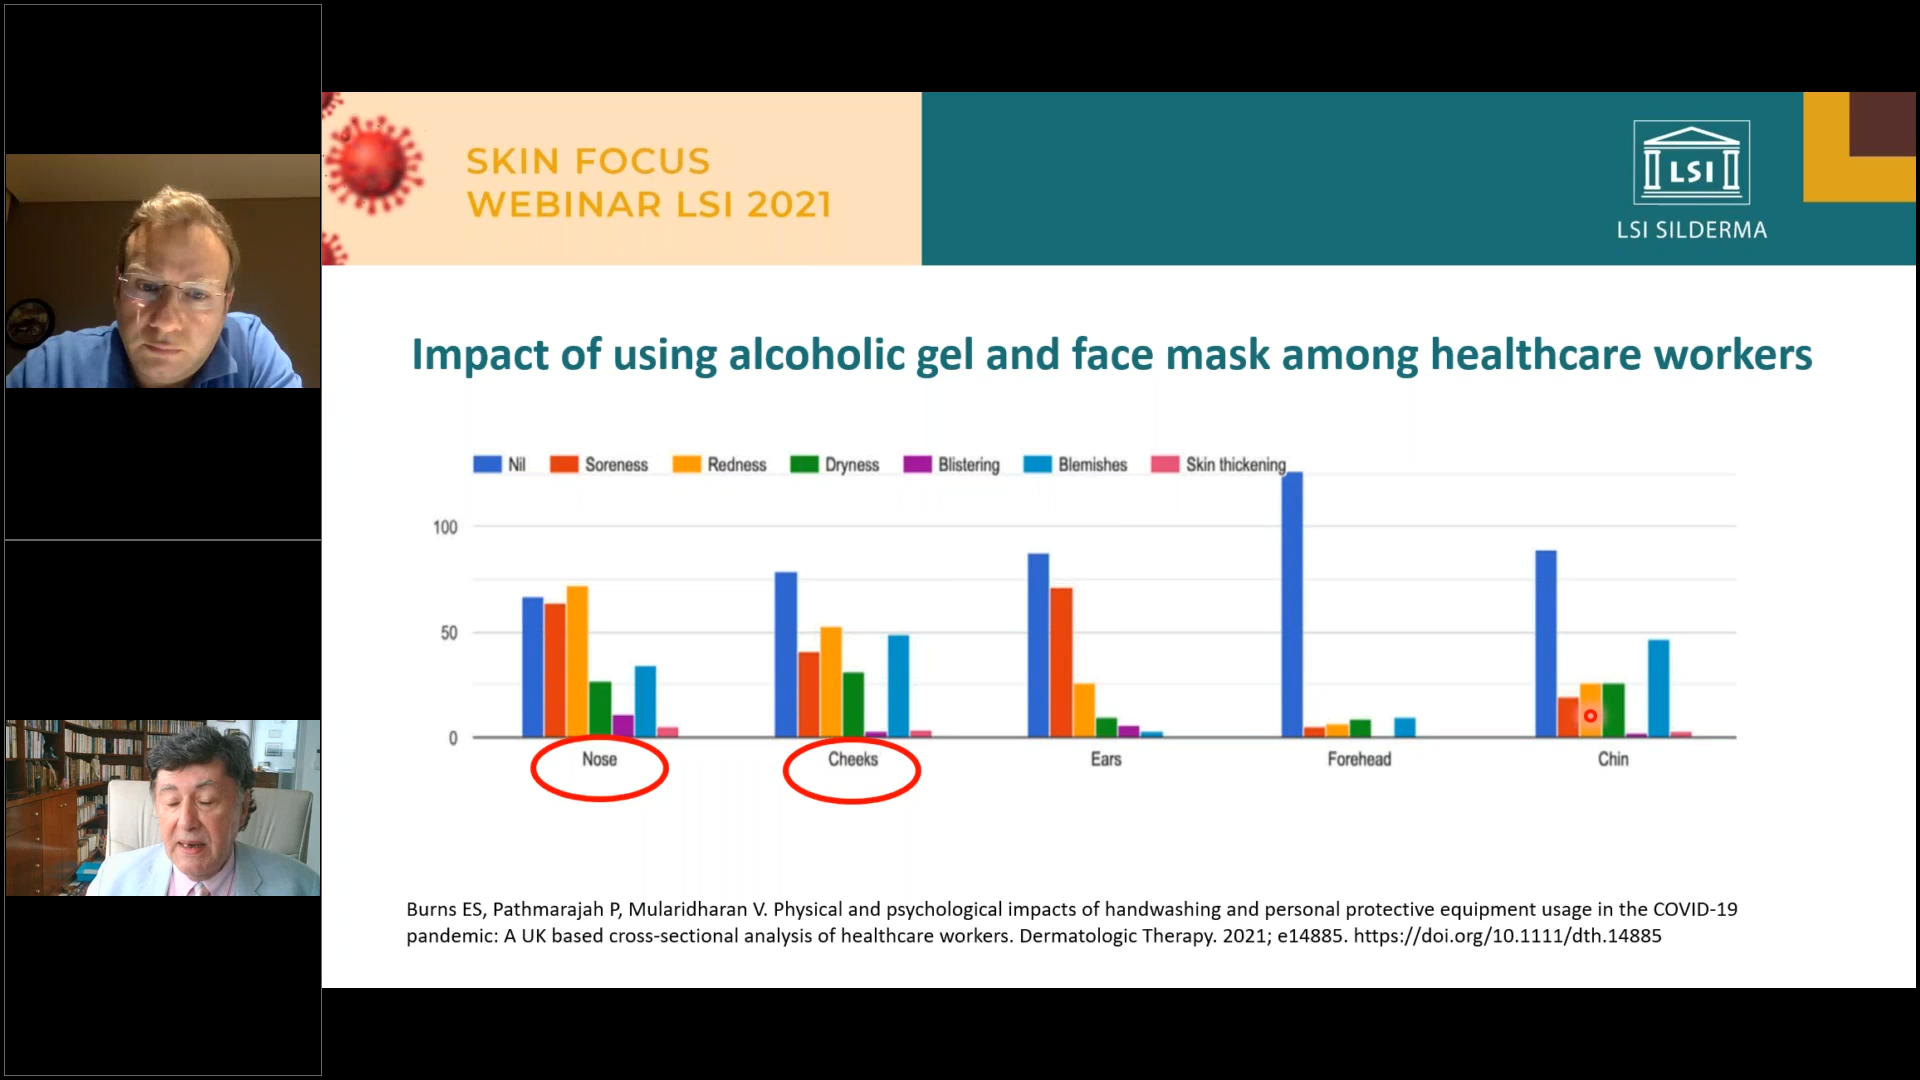 SKIN FOCUS
WEBINAR LSI 2021
LSI
LSI SILDERMA
Impact of using alcoholic gel and face mask among healthcare workers
Nil Soreness Redness Dryness Blistering Blemishes Skin thickening
100
50
0
Nose Cheeks Ears Forehead Chin
Burns ES, Pathmarajah P, Mularidharan V. Physical and psychological impacts of handwashing and personal protective equipment usage in the COVID-19
pandemic: A UK based cross-sectional analysis of healthcare workers. Dermatologic Therapy. 2021; e14885. https://doi.org/10.1111/dth.14885